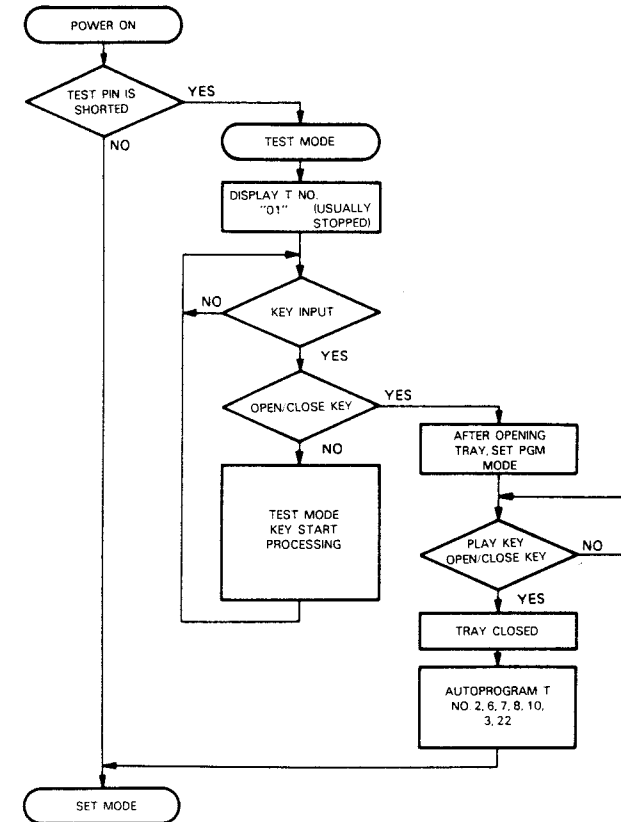 POWER ON
TEST PIN IS
SHORTED
YES
NO
TEST MODE
DISPLAY T NO.
"01" (USUALLY
STOPPED)
NO
KEY INPUT
YES
OPEN/CLOSE KEY
YES
NO
AFTER OPENING
TRAY, SET PGM
MODE
TEST MODE
KEY START
PROCESSING
PLAY KEY
OPEN/CLOSE KEY
NO
YES
TRAY CLOSED
AUTOPROGRAM T
NO. 2, 6, 7, 8, 10,
3, 22
SET MODE